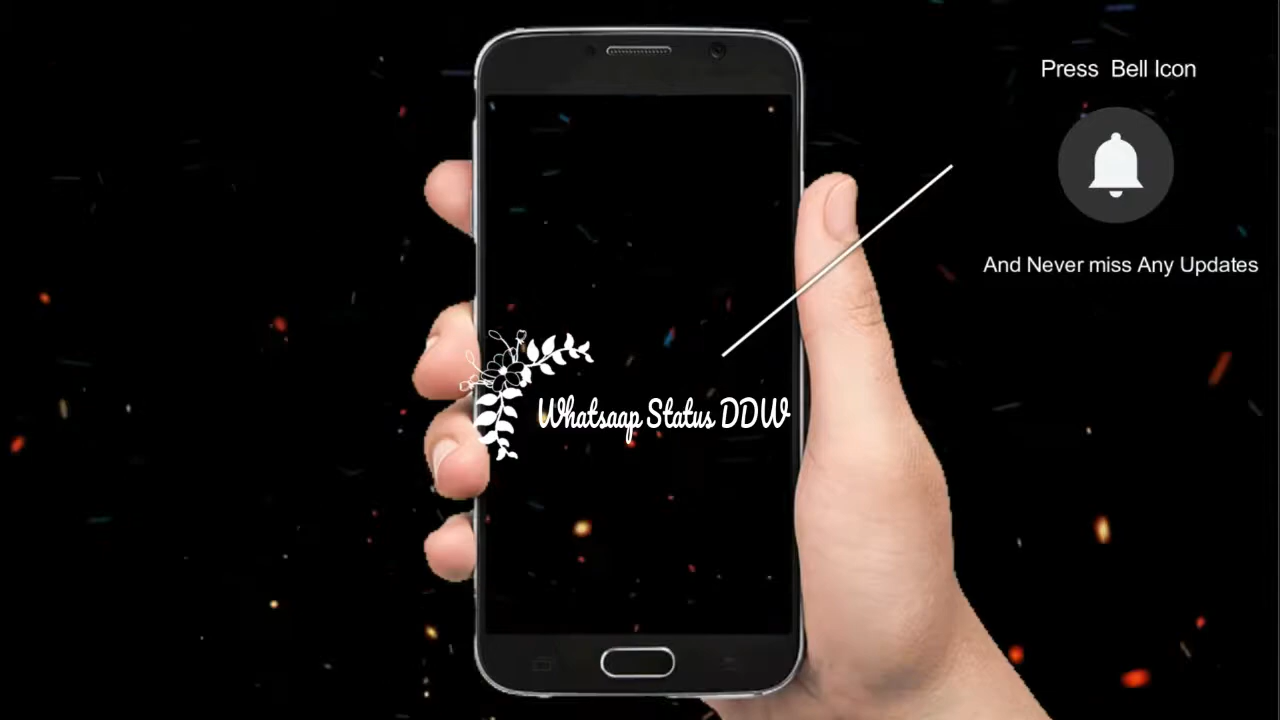 Press Bell Icon
And Never miss Any Updates
Whatsaap Status DDW